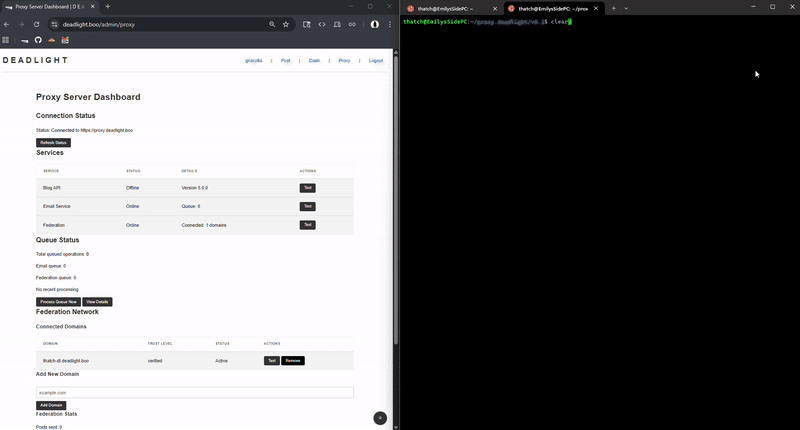 Proxy Server Dashboard | D E A
deadlight.boo/admin/proxy
DEADLIGHT
gnarzilla | Post | Dash | Proxy | Logout
Proxy Server Dashboard
Connection Status
Status: Connected to https://proxy.deadlight.boo
Refresh Status
Services
SERVICE STATUS DETAILS ACTIONS
Blog API Offline Version 5.0.0 Test
Email Service Online Queue: 0 Test
Federation Online Connected: 1 domains Test
Queue Status
Total queued operations: 0
Email queue: 0
Federation queue: 0
No recent processing
Process Queue Now View Details
Federation Network
Connected Domains
DOMAIN TRUST LEVEL STATUS ACTIONS
thatch-dt.deadlight.boo verified Active Test Remove
Add New Domain
example.com
Add Domain
Federation Stats
Posts sent: 0
thatch@EmilysSidePC: ~
thatch@EmilysSidePC: ~/prox
thatch@EmilysSidePC:~/proxy.deadlight/ $ clear